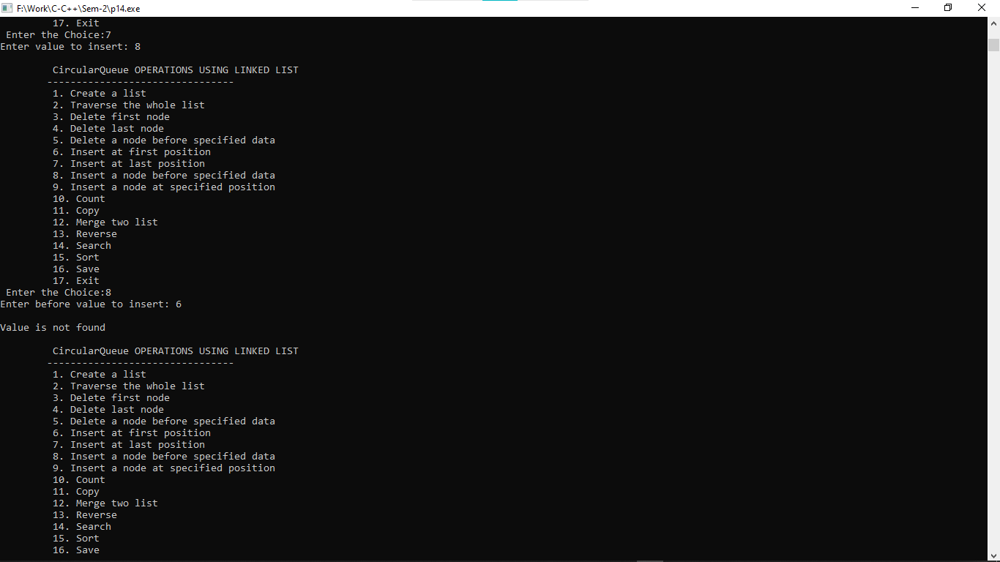 F:\Work\C-C++\Sem-2\p14.exe
17. Exit
Enter the Choice:7
Enter value to insert: 8
CircularQueue OPERATIONS USING LINKED LIST
--------------------------------
1. Create a list
2. Traverse the whole list
3. Delete first node
4. Delete last node
5. Delete a node before specified data
6. Insert at first position
7. Insert at last position
8. Insert a node before specified data
9. Insert a node at specified position
10. Count
11. Copy
12. Merge two list
13. Reverse
14. Search
15. Sort
16. Save
17. Exit
Enter the Choice:8
Enter before value to insert: 6
Value is not found
CircularQueue OPERATIONS USING LINKED LIST
--------------------------------
1. Create a list
2. Traverse the whole list
3. Delete first node
4. Delete last node
5. Delete a node before specified data
6. Insert at first position
7. Insert at last position
8. Insert a node before specified data
9. Insert a node at specified position
10. Count
11. Copy
12. Merge two list
13. Reverse
14. Search
15. Sort
16. Save